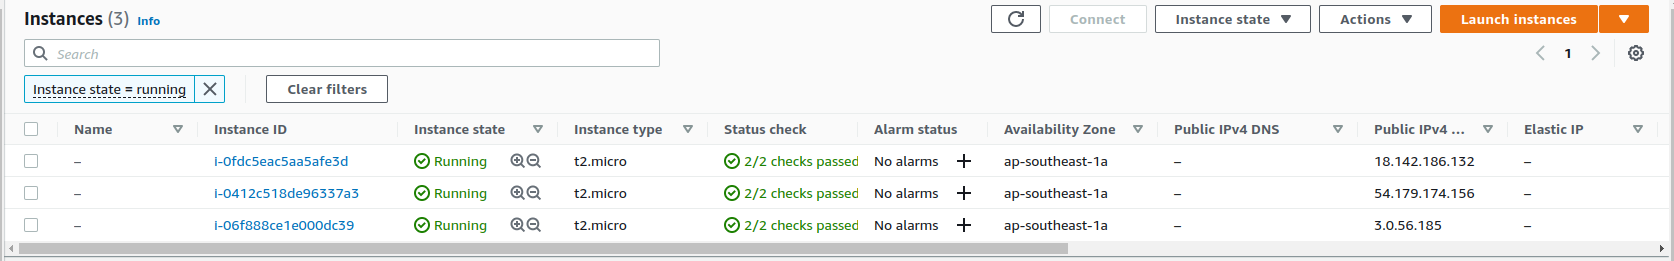 Instances (3) Info Connect Instance state Actions Launch instances
Search 1
Instance state = running Clear filters
Name Instance ID Instance state Instance type Status check Alarm status Availability Zone Public IPv4 DNS Public IPv4 ... Elastic IP
– i-0fdc5eac5aa5afe3d Running t2.micro 2/2 checks passed No alarms + ap-southeast-1a – 18.142.186.132 –
– i-0412c518de96337a3 Running t2.micro 2/2 checks passed No alarms + ap-southeast-1a – 54.179.174.156 –
– i-06f888ce1e000dc39 Running t2.micro 2/2 checks passed No alarms + ap-southeast-1a – 3.0.56.185 –